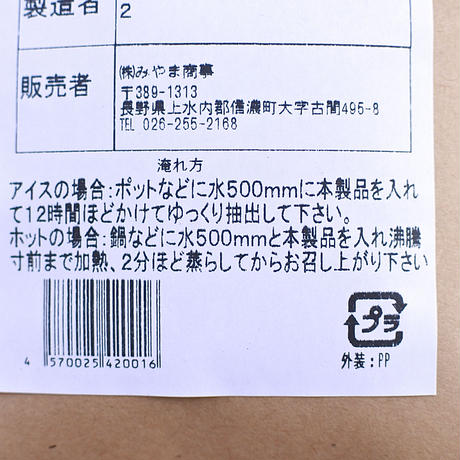 製造者
2
販売者
㈱みやま商事
〒389-1313
長野県上水内郡信濃町大字古間495-8
TEL 026-255-2168
淹れ方
アイスの場合:ポットなどに水500mmに本製品を入れ
て12時間ほどかけてゆっくり抽出して下さい。
ホットの場合:鍋などに水500mmと本製品を入れ沸騰
寸前まで加熱、2分ほど蒸らしてからお召し上がり下さい
4 570025 420016
プラ
外装:PP